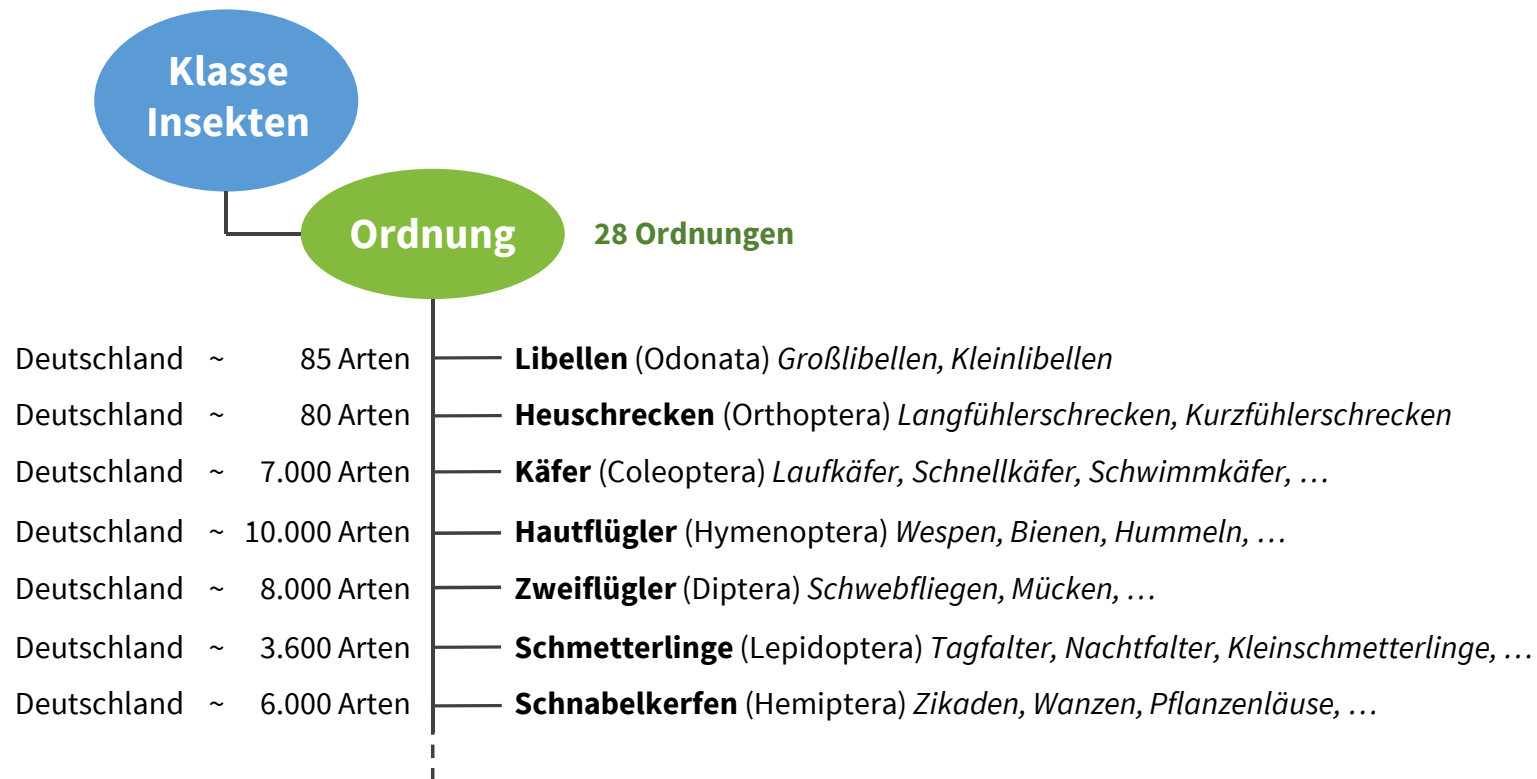 Klasse
Insekten
Ordnung
28 Ordnungen
Deutschland ~ 85 Arten Libellen (Odonata) Großlibellen, Kleinlibellen
Deutschland ~ 80 Arten Heuschrecken (Orthoptera) Langfühlerschrecken, Kurzfühlerschrecken
Deutschland ~ 7.000 Arten Käfer (Coleoptera) Laufkäfer, Schnellkäfer, Schwimmkäfer, …
Deutschland ~ 10.000 Arten Hautflügler (Hymenoptera) Wespen, Bienen, Hummeln, …
Deutschland ~ 8.000 Arten Zweiflügler (Diptera) Schwebfliegen, Mücken, …
Deutschland ~ 3.600 Arten Schmetterlinge (Lepidoptera) Tagfalter, Nachtfalter, Kleinschmetterlinge, …
Deutschland ~ 6.000 Arten Schnabelkerfen (Hemiptera) Zikaden, Wanzen, Pflanzenläuse, …